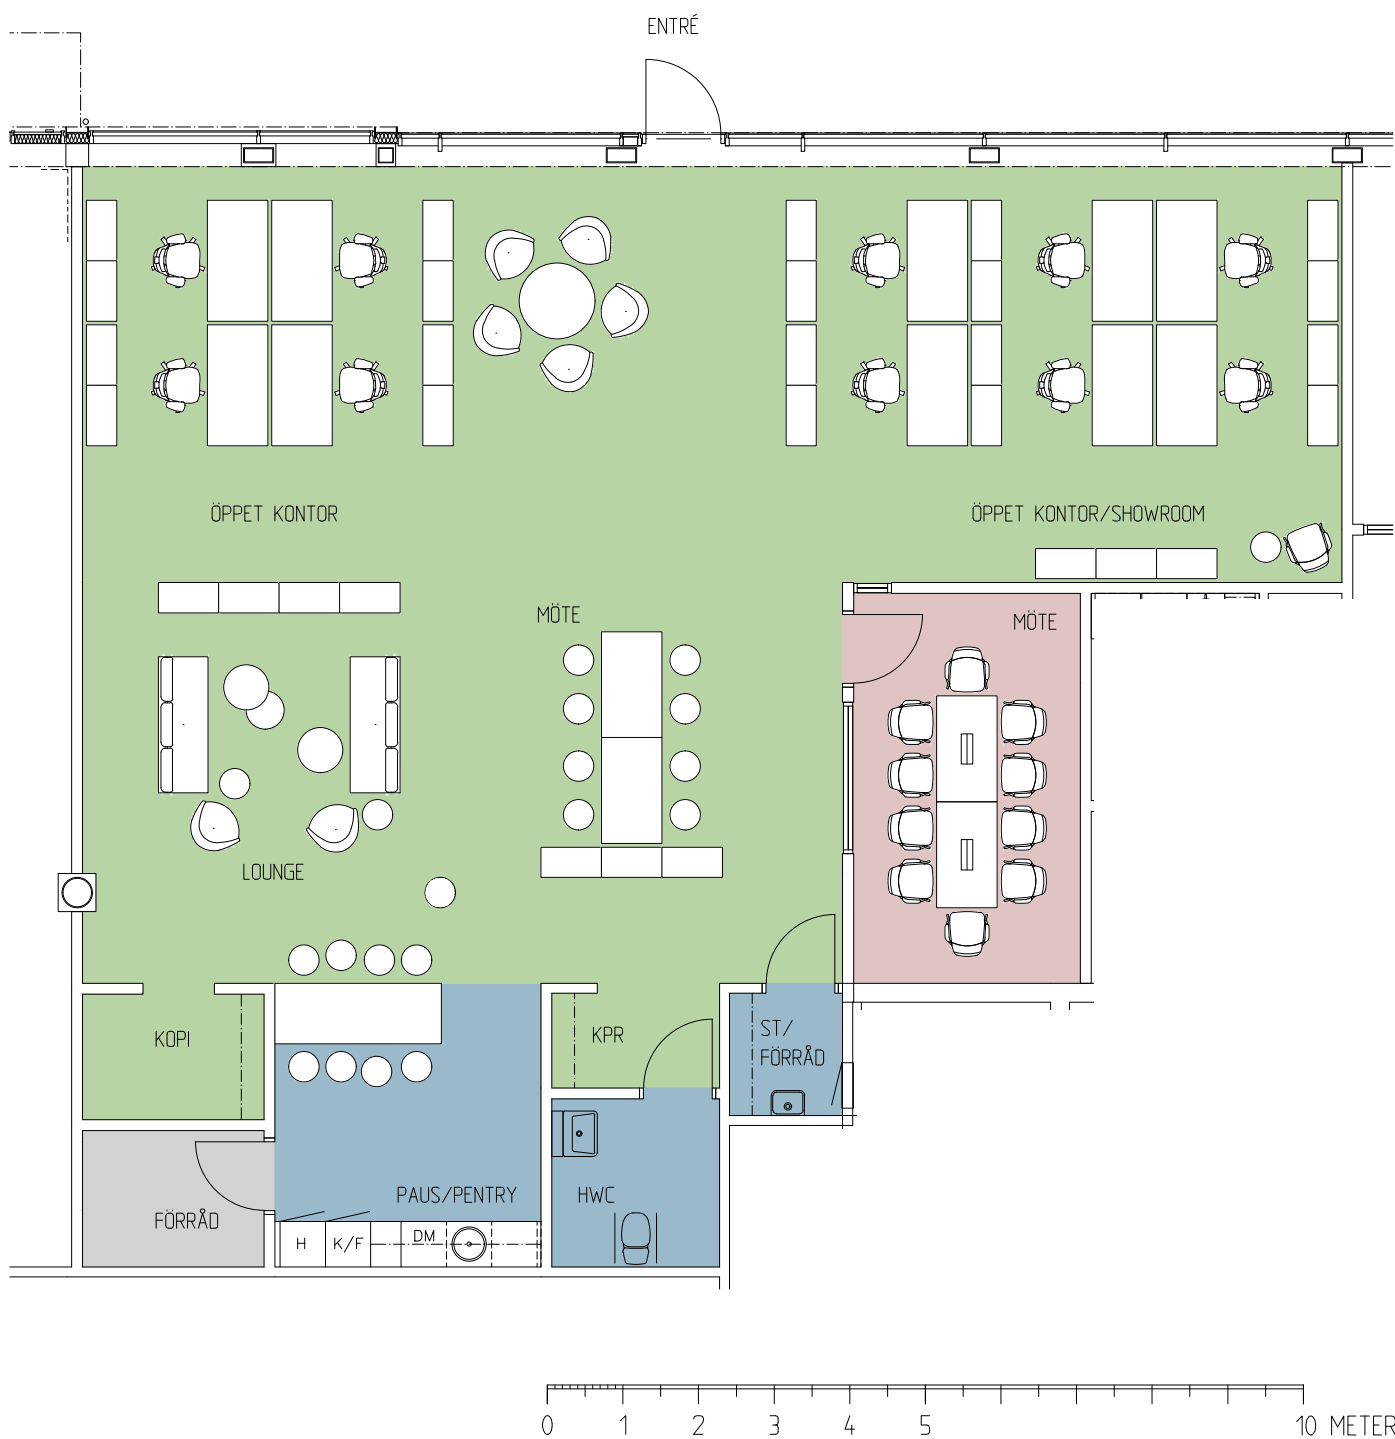 ENTRÉ
ÖPPET KONTOR
ÖPPET KONTOR/SHOWROOM
MÖTE
MÖTE
LOUNGE
KOPI
KPR
ST/
FÖRRÅD
FÖRRÅD
PAUS/PENTRY
HWC
H
K/F
DM
0 1 2 3 4 5 10 METER